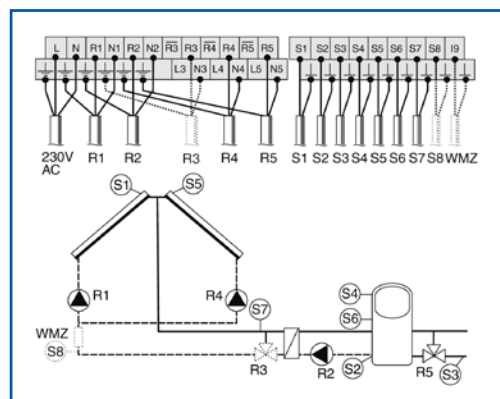 L N R1 N1 R2 N2 R3 R3 R4 R4 R5 R5
L3 N3 L4 N4 L5 N5
S1 S2 S3 S4 S5 S6 S7 S8 I9
230V AC
R1 R2 R3 R4 R5
S1 S2 S3 S4 S5 S6 S7 S8 WMZ
S1 S5
R1 R4
S7 S4
S6
WMZ
S8
R3 R2 S2 R5 S3